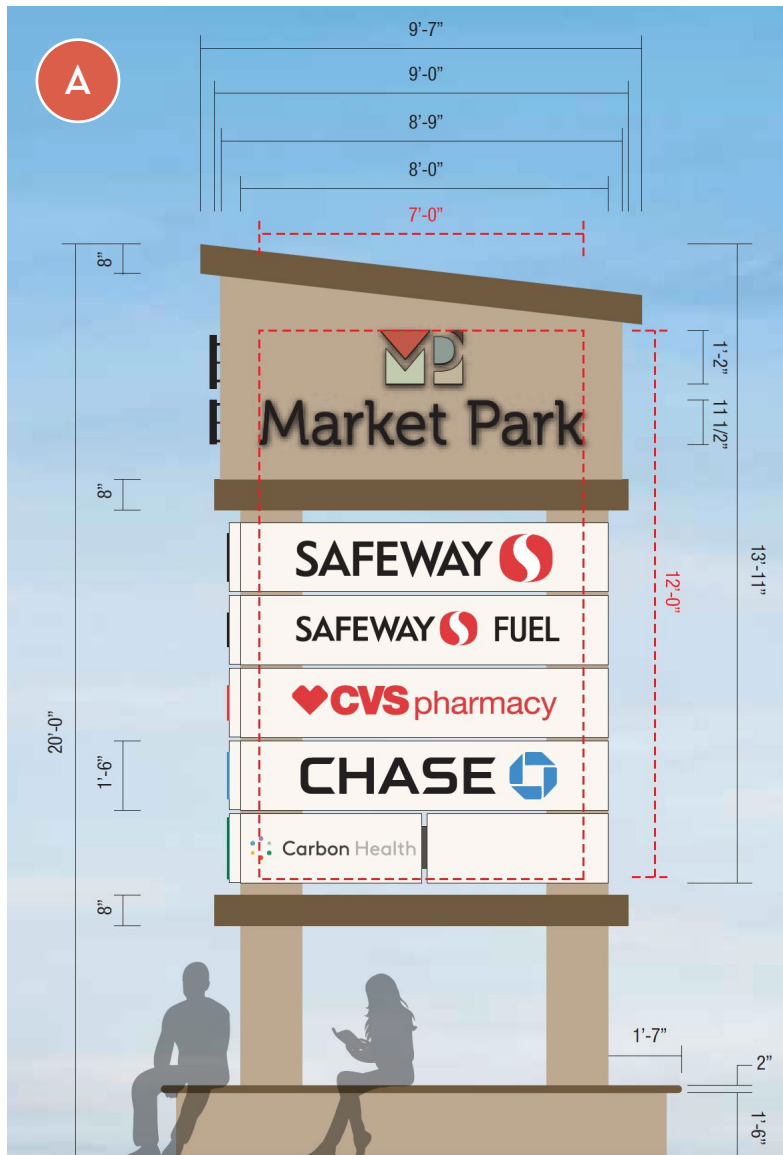 A
9'-7"
9'-0"
8'-9"
8'-0"
7'-0"
8"
1'-2"
Market Park
11 1/2"
8"
SAFEWAY
13'-11"
12'-0"
SAFEWAY FUEL
CVS pharmacy
20'-0"
1'-6"
CHASE
Carbon Health
8"
1'-7"
2"
1'-6"